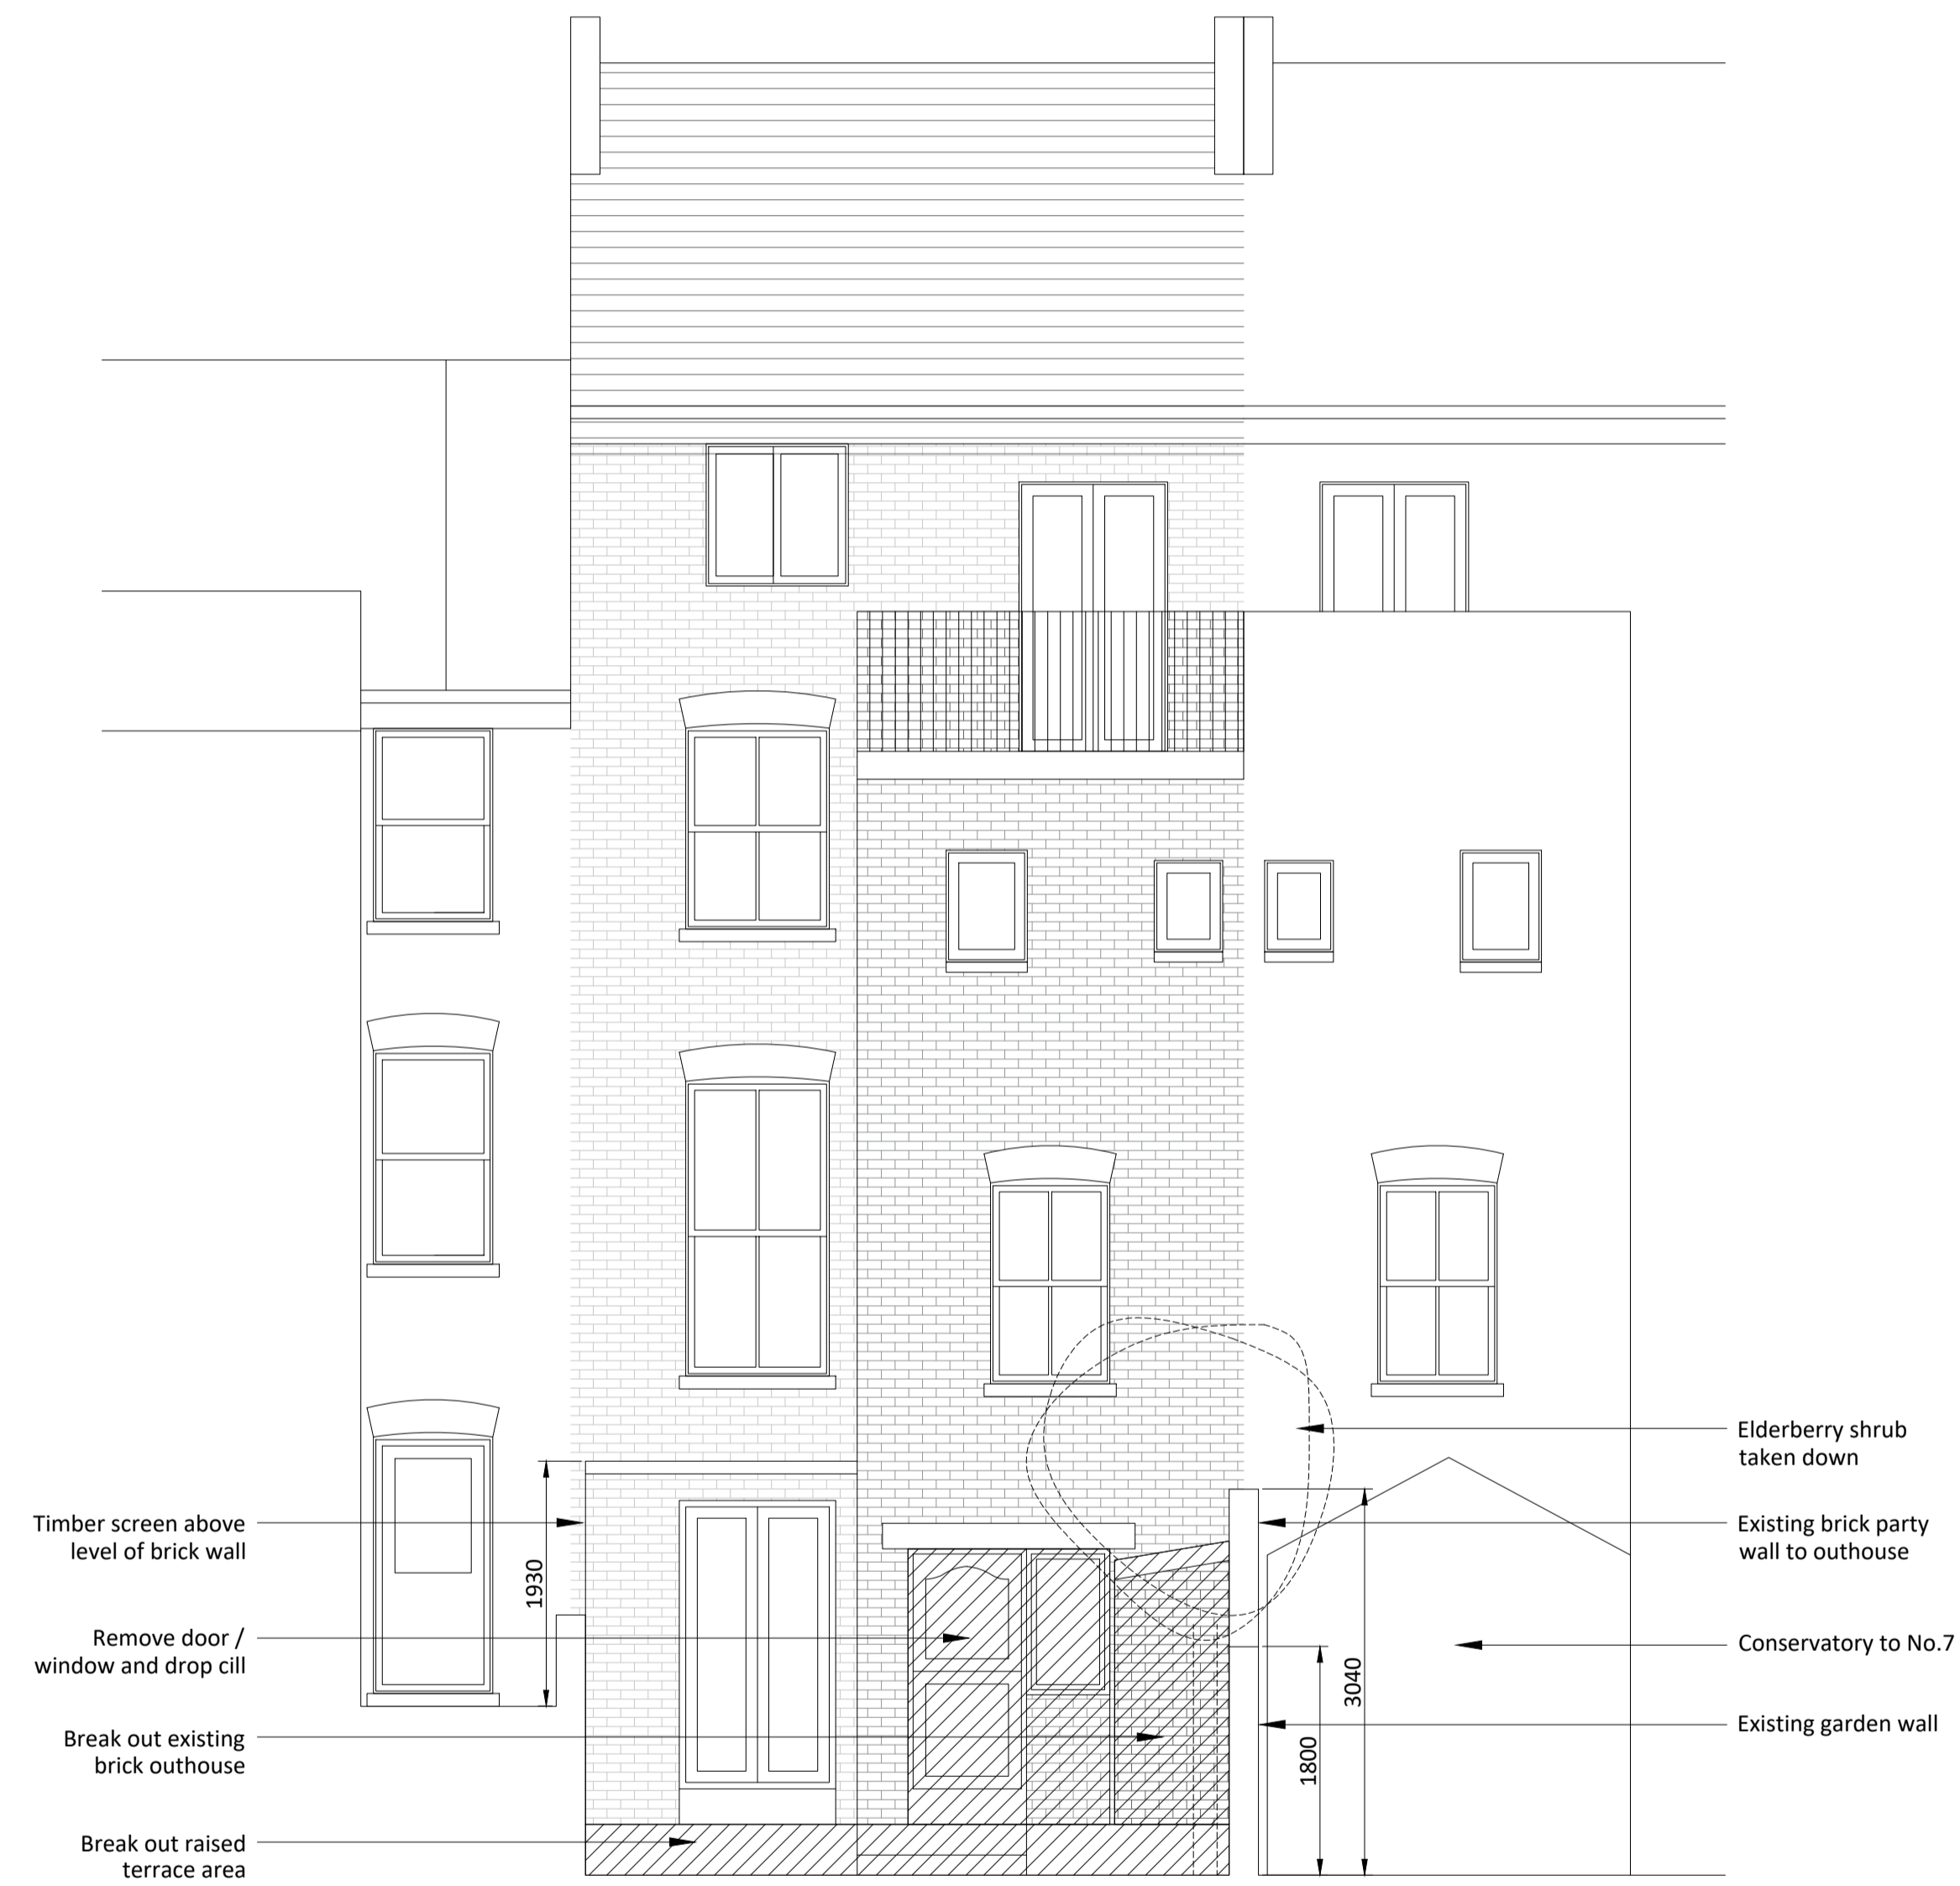 Elderberry shrub
taken down
Timber screen above
level of brick wall
Existing brick party
wall to outhouse
1930
Remove door /
window and drop cill
Conservatory to No.7
3040
Existing garden wall
Break out existing
brick outhouse
1800
Break out raised
terrace area